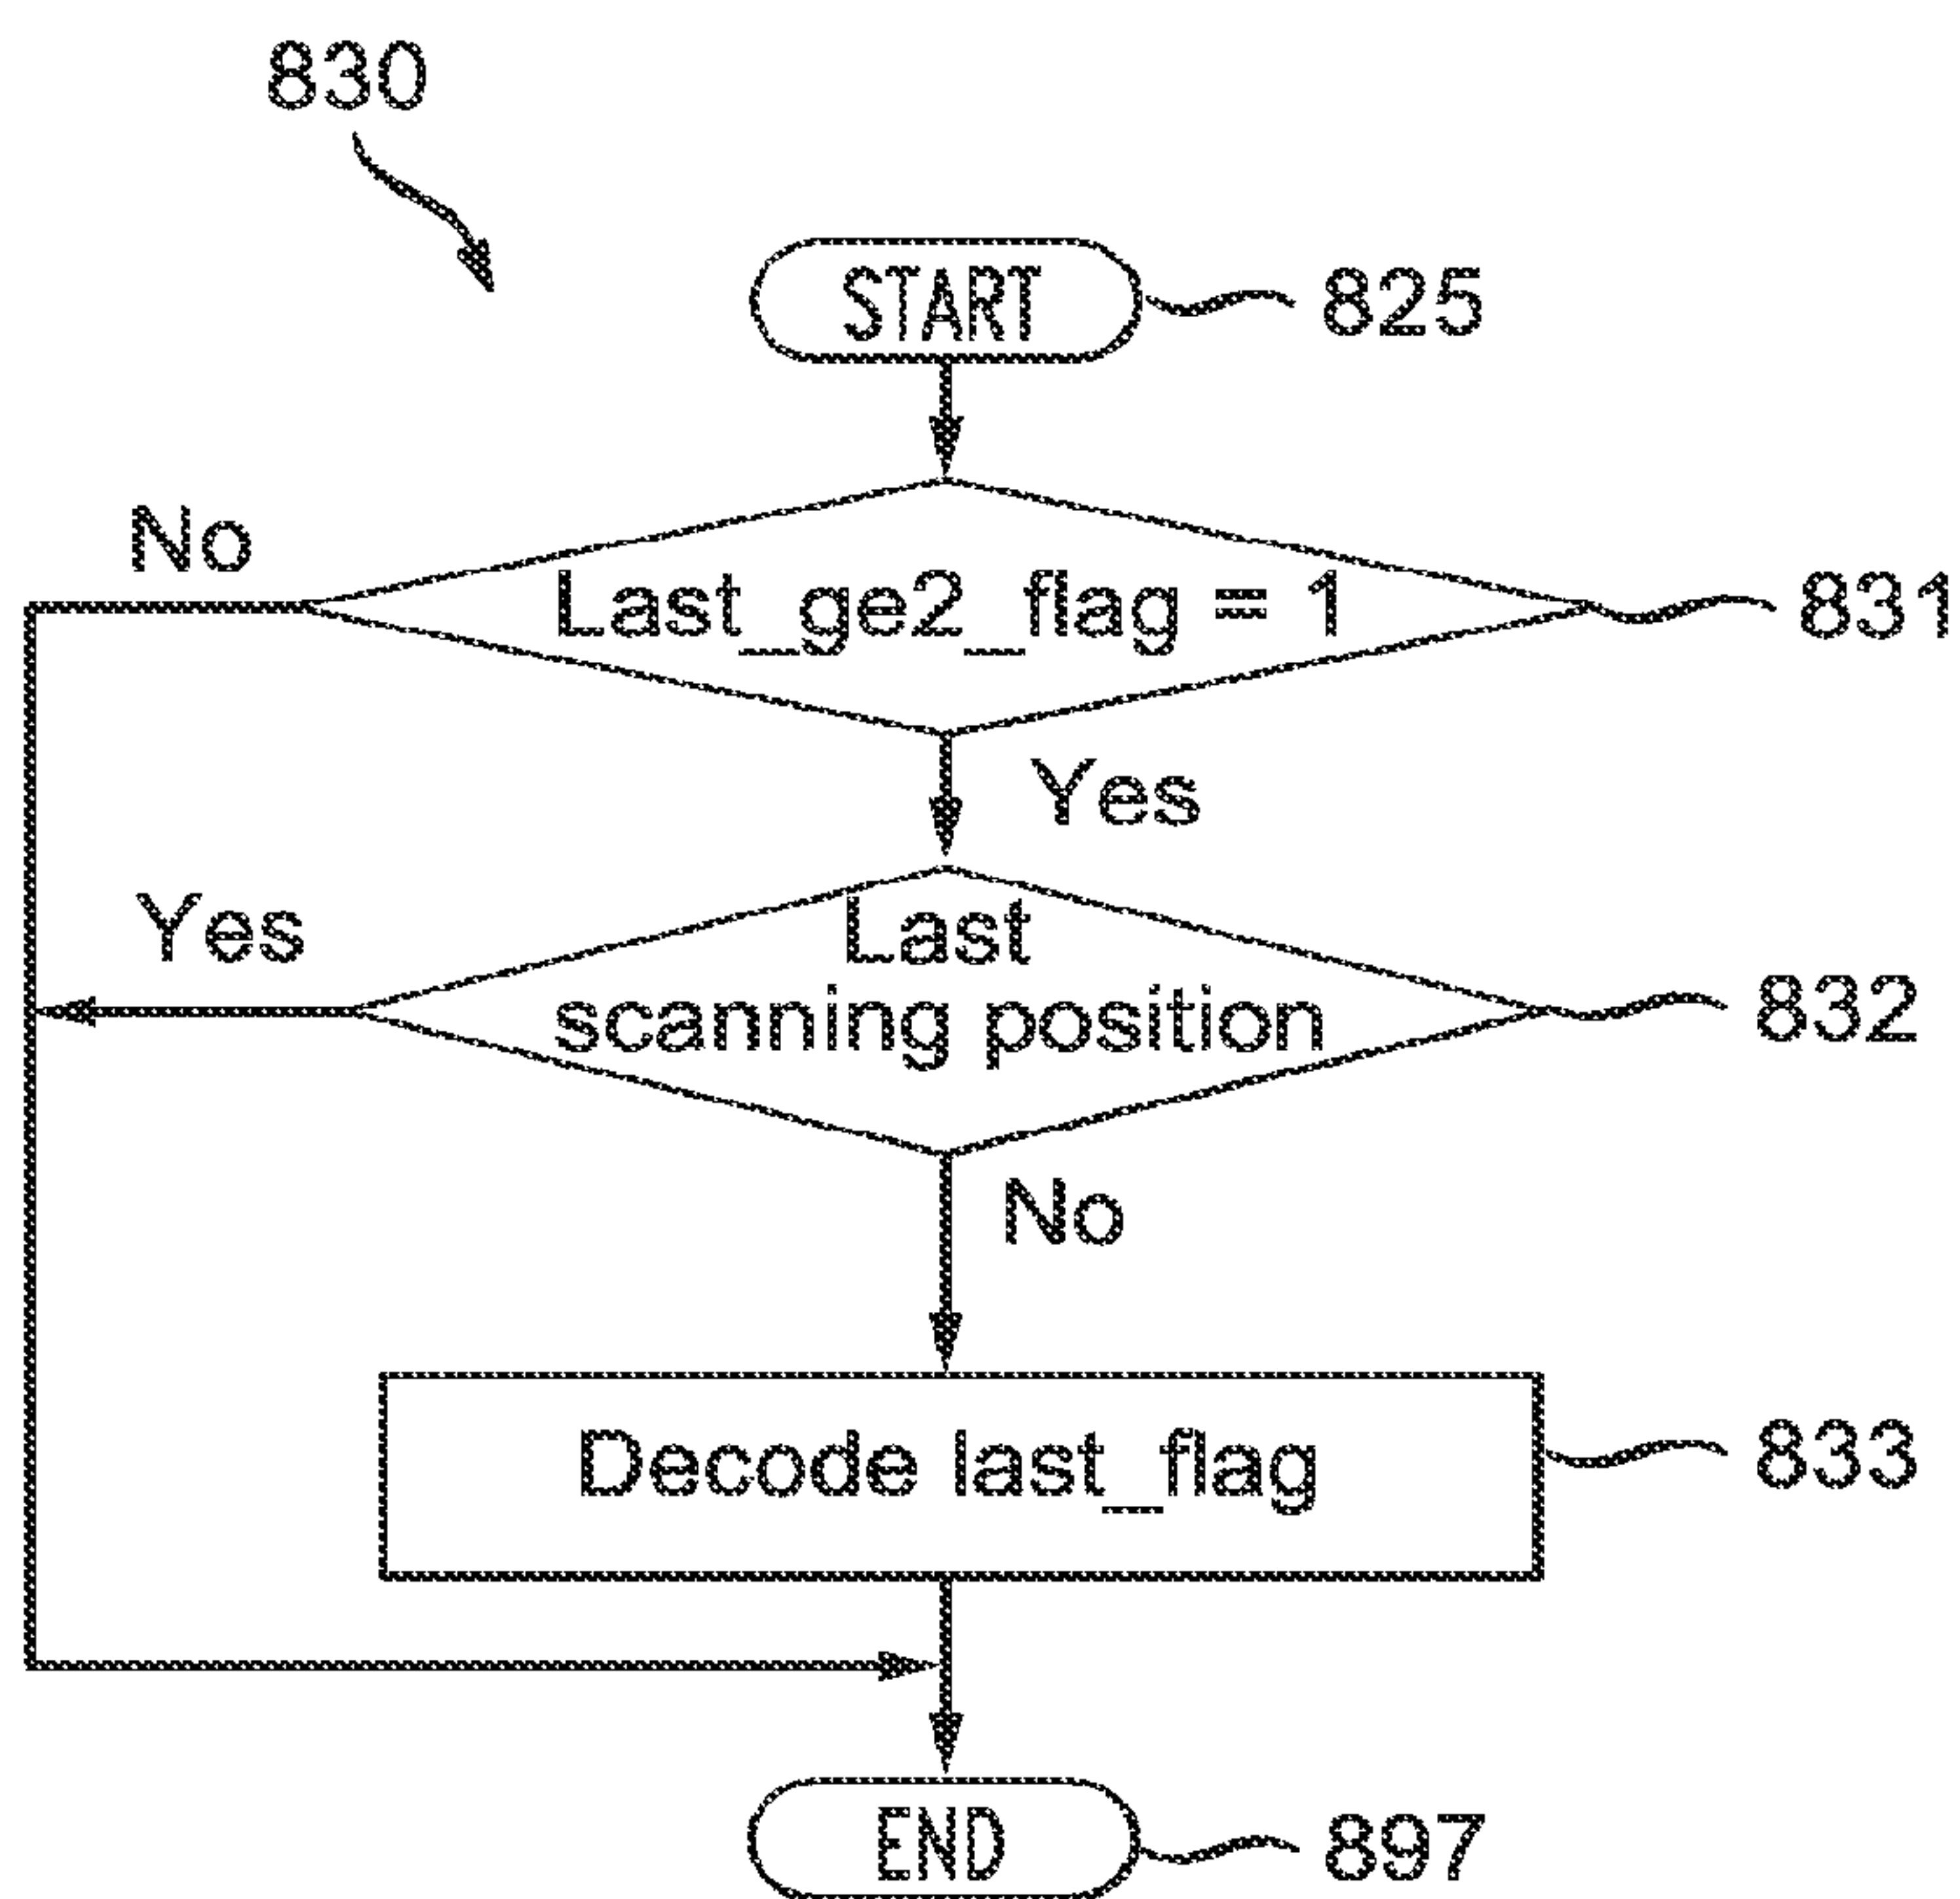 830
START
825
No
Last_ge2_flag = 1
831
Yes
Yes
Last
scanning position
832
No
Decode last_flag
833
END
897